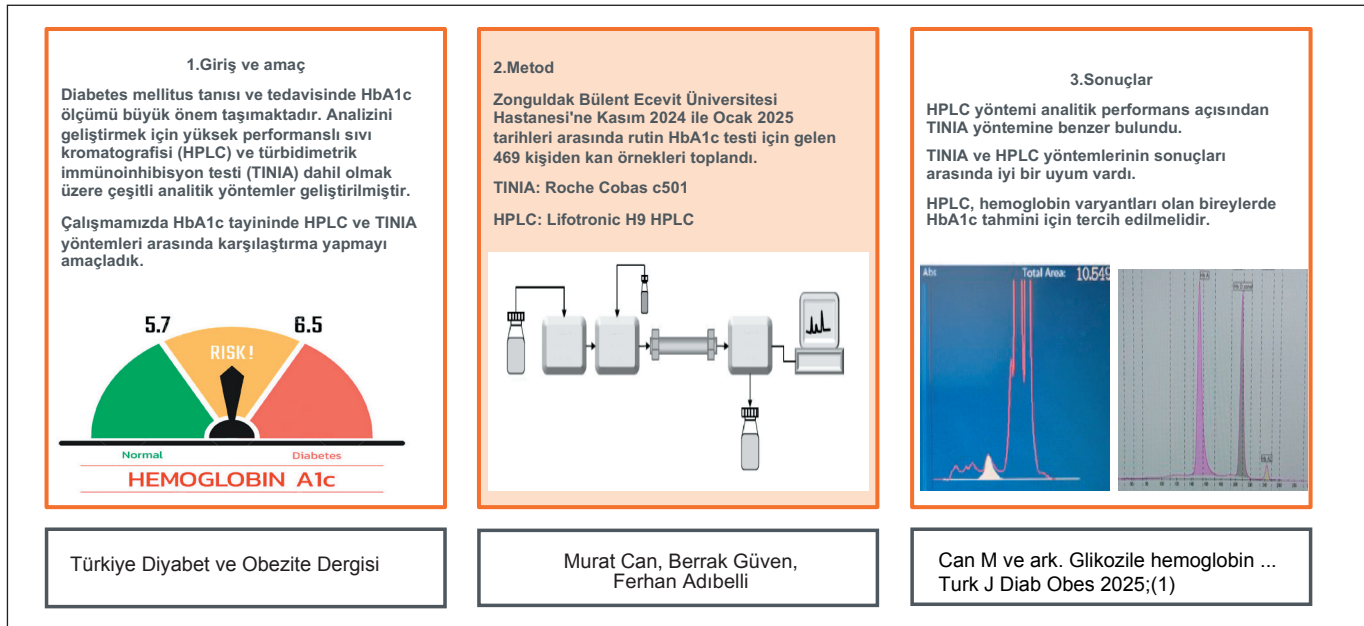 1.Giriş ve amaç
Diabetes mellitus tanısı ve tedavisinde HbA1c
ölçümü büyük önem taşımaktadır. Analizini
geliştirmek için yüksek performanslı sıvı
kromatografisi (HPLC) ve türbidimetrik
immünoinhibisyon testi (TINIA) dahil olmak
üzere çeşitli analitik yöntemler geliştirilmiştir.
Çalışmamızda HbA1c tayininde HPLC ve TINIA
yöntemleri arasında karşılaştırma yapmayı
amaçladık.
5.7
6.5
RISK!
Normal
Diabetes
HEMOGLOBIN A1c
2.Metod
Zonguldak Bülent Ecevit Üniversitesi
Hastanesi'ne Kasım 2024 ile Ocak 2025
tarihleri arasında rutin HbA1c testi için gelen
469 kişiden kan örnekleri toplandı.
TINIA: Roche Cobas c501
HPLC: Lifotronic H9 HPLC
3.Sonuçlar
HPLC yöntemi analitik performans açısından
TINIA yöntemine benzer bulundu.
TINIA ve HPLC yöntemlerinin sonuçları
arasında iyi bir uyum vardı.
HPLC, hemoglobin varyantları olan bireylerde
HbA1c tahmini için tercih edilmelidir.
Abs
Total Area: 10.549
Türkiye Diyabet ve Obezite Dergisi
Murat Can, Berrak Güven,
Ferhan Adıbelli
Can M ve ark. Glikozile hemoglobin ...
Turk J Diab Obes 2025;(1)